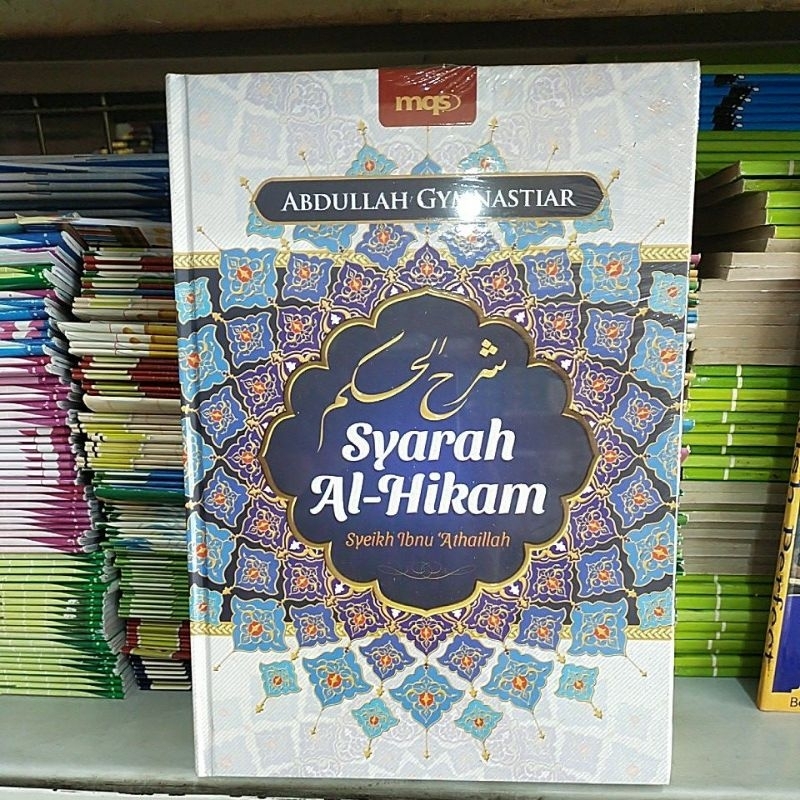 mqs
ABDULLAH GYMNASTIAR
شرح الحكم
Syarah
Al-Hikam
Syeikh Ibnu 'Athaillah